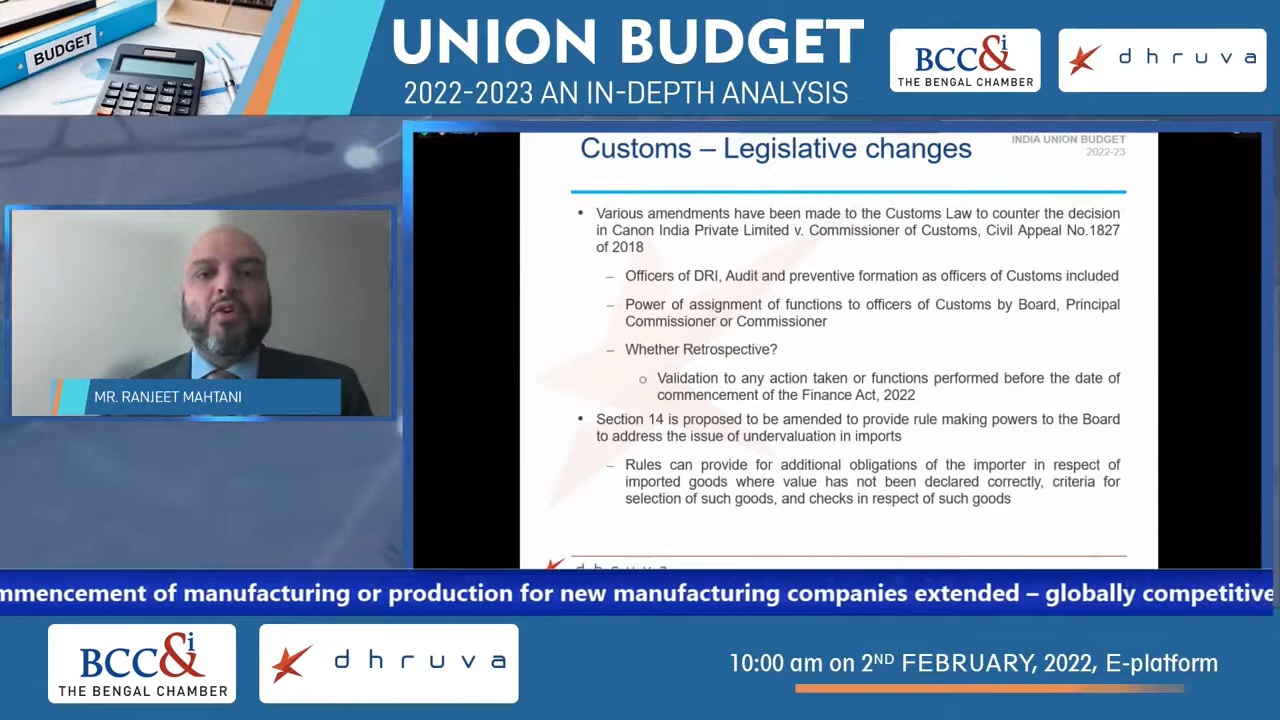 BUDGET
UNION BUDGET
2022-2023 AN IN-DEPTH ANALYSIS
BCC&i
THE BENGAL CHAMBER
dhruva
Customs – Legislative changes
INDIA UNION BUDGET
2022-23
• Various amendments have been made to the Customs Law to counter the decision
in Canon India Private Limited v. Commissioner of Customs, Civil Appeal No.1827
of 2018
– Officers of DRI, Audit and preventive formation as officers of Customs included
– Power of assignment of functions to officers of Customs by Board, Principal
Commissioner or Commissioner
– Whether Retrospective?
o Validation to any action taken or functions performed before the date of
commencement of the Finance Act, 2022
• Section 14 is proposed to be amended to provide rule making powers to the Board
to address the issue of undervaluation in imports
– Rules can provide for additional obligations of the importer in respect of
imported goods where value has not been declared correctly, criteria for
selection of such goods, and checks in respect of such goods
dhruva
MR. RANJEET MAHTANI
mmencement of manufacturing or production for new manufacturing companies extended – globally competitive
BCC&i
THE BENGAL CHAMBER
dhruva
10:00 am on 2ND FEBRUARY, 2022, E-platform